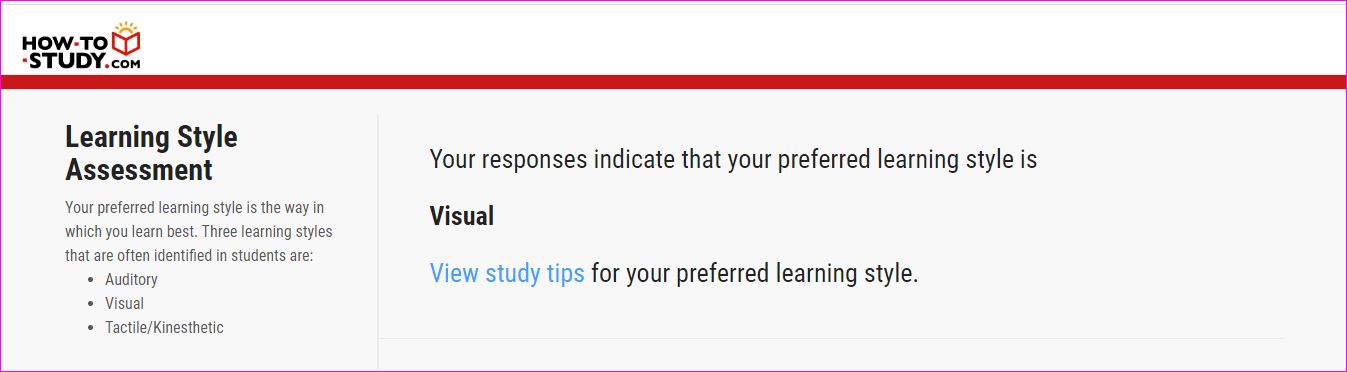 HOW-TO
-STUDY.COM
Learning Style
Assessment
Your preferred learning style is the way in
which you learn best. Three learning styles
that are often identified in students are:
• Auditory
• Visual
• Tactile/Kinesthetic
Your responses indicate that your preferred learning style is
Visual
View study tips for your preferred learning style.